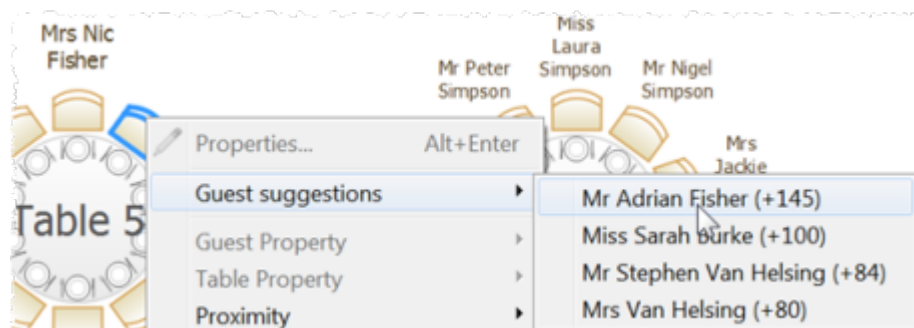 Mrs Nic
Fisher
Mr Peter
Simpson
Miss
Laura
Simpson
Mr Nigel
Simpson
Mrs
Jackie
Table 5
Properties... Alt+Enter
Guest suggestions
Guest Property
Table Property
Proximity
Mr Adrian Fisher (+145)
Miss Sarah Burke (+100)
Mr Stephen Van Helsing (+84)
Mrs Van Helsing (+80)